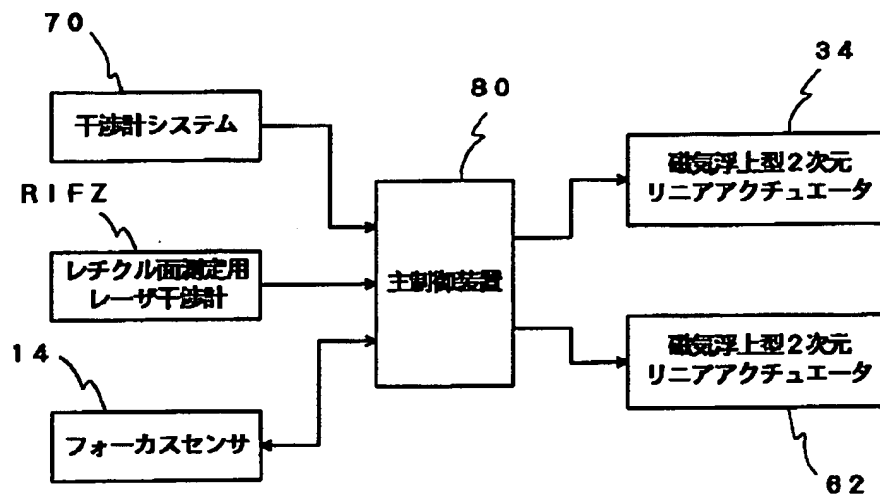 70
干渉計システム
RIFZ
レチクル面測定用
レーザ干渉計
14
フォーカスセンサ
80
主制御装置
34
磁気浮上型2次元
リニアアクチュエータ
磁気浮上型2次元
リニアアクチュエータ
62